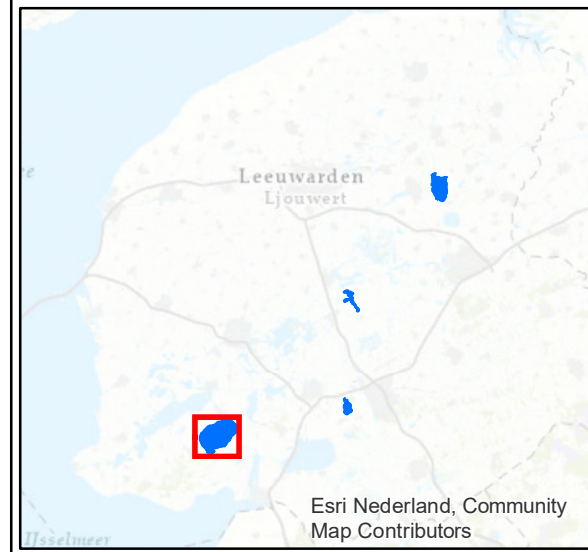 Leeuwarden
Ljouwert
Esri Nederland, Community
IJsselmeer
Map Contributors